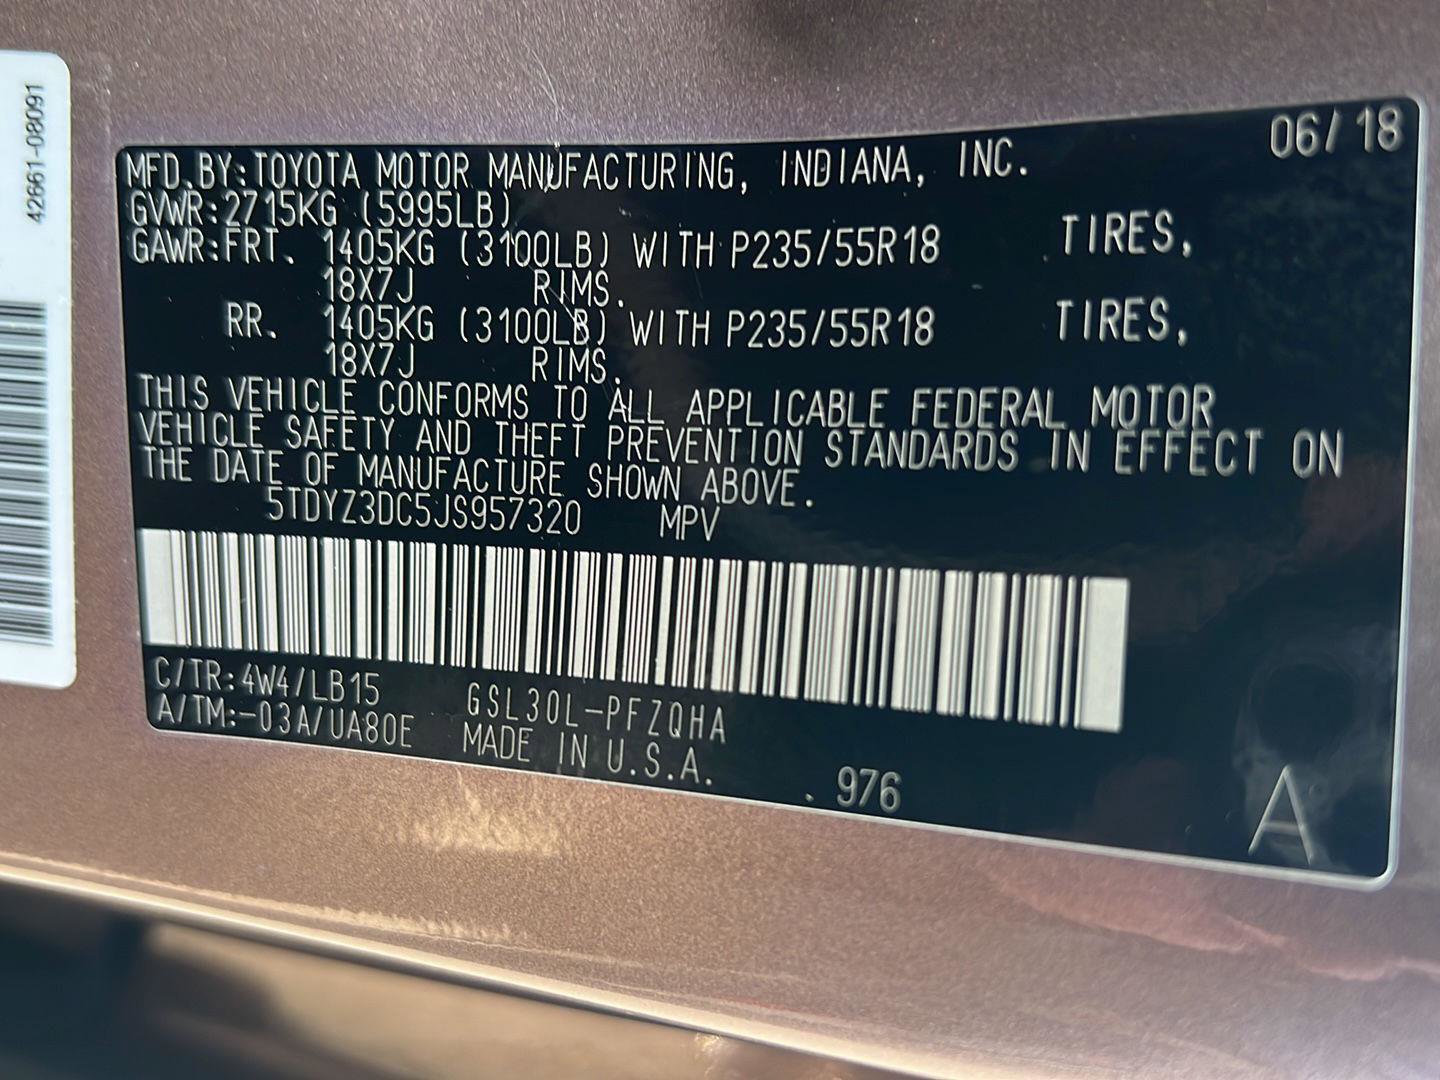 42661-08091
06/18
MFD.BY:TOYOTA MOTOR MANUFACTURING, INDIANA, INC.
GVWR:2715KG (5995LB)
GAWR:FRT. 1405KG (3100LB) WITH P235/55R18 TIRES,
18X7J RIMS.
RR. 1405KG (3100LB) WITH P235/55R18 TIRES,
18X7J RIMS.
THIS VEHICLE CONFORMS TO ALL APPLICABLE FEDERAL MOTOR
VEHICLE SAFETY AND THEFT PREVENTION STANDARDS IN EFFECT ON
THE DATE OF MANUFACTURE SHOWN ABOVE.
5TDYZ3DC5JS957320 MPV
C/TR:4W4/LB15 GSL30L-PFZQHA
A/TM:-03A/UA80E MADE IN U.S.A.
. 976
A